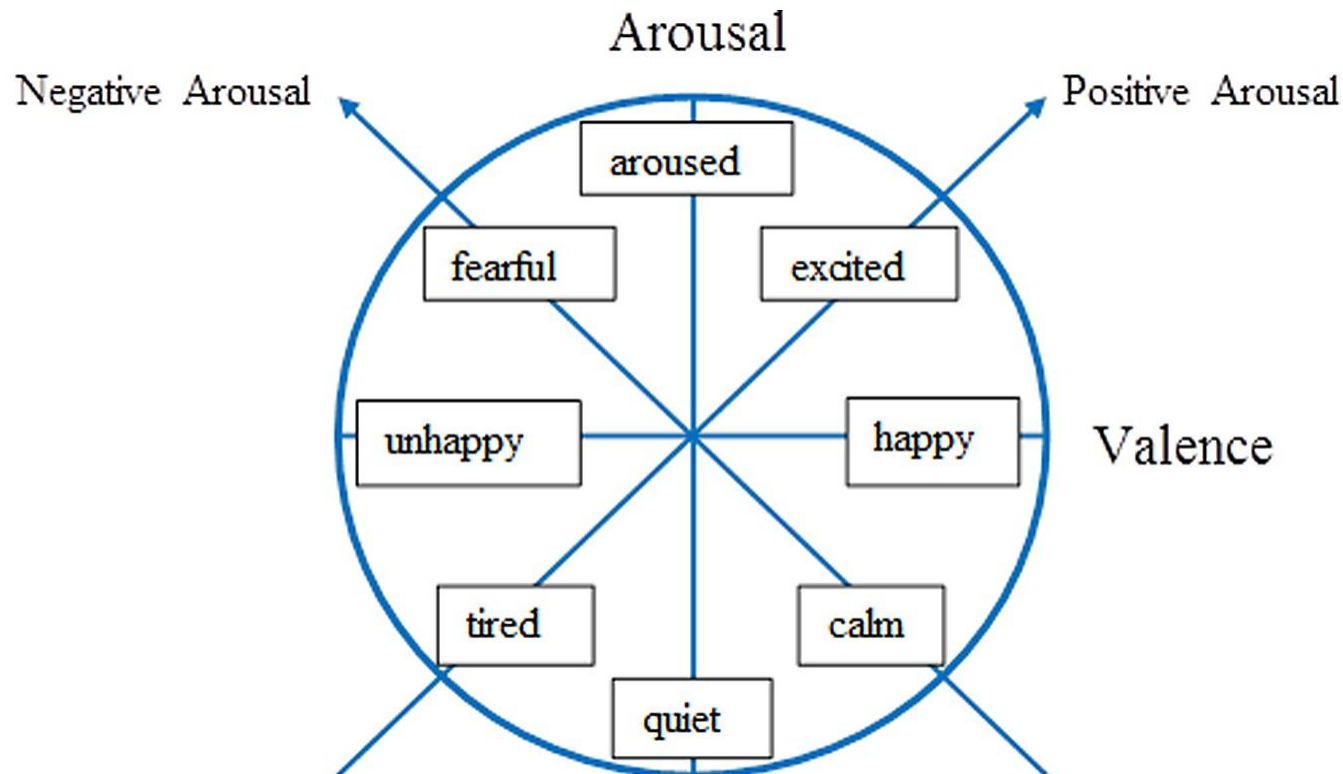 Arousal
Negative Arousal
Positive Arousal
aroused
fearful
excited
unhappy
happy
Valence
tired
calm
quiet